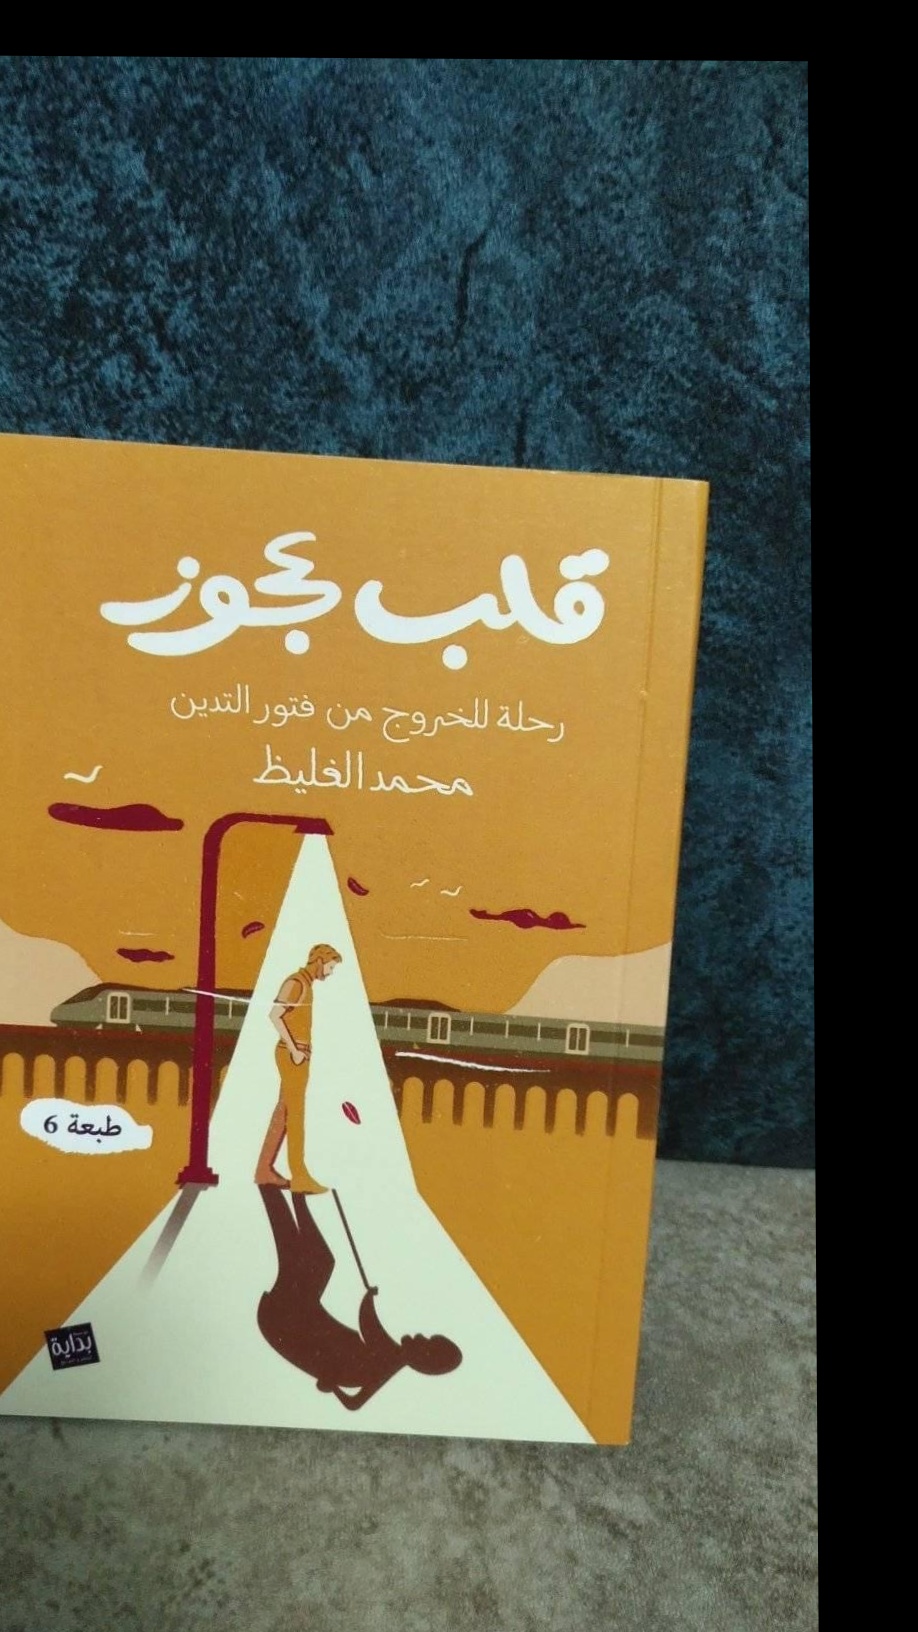 قلب عجوز
رحلة للخروج من فتور التدين
محمد الغليظ
طبعة 6
بداية